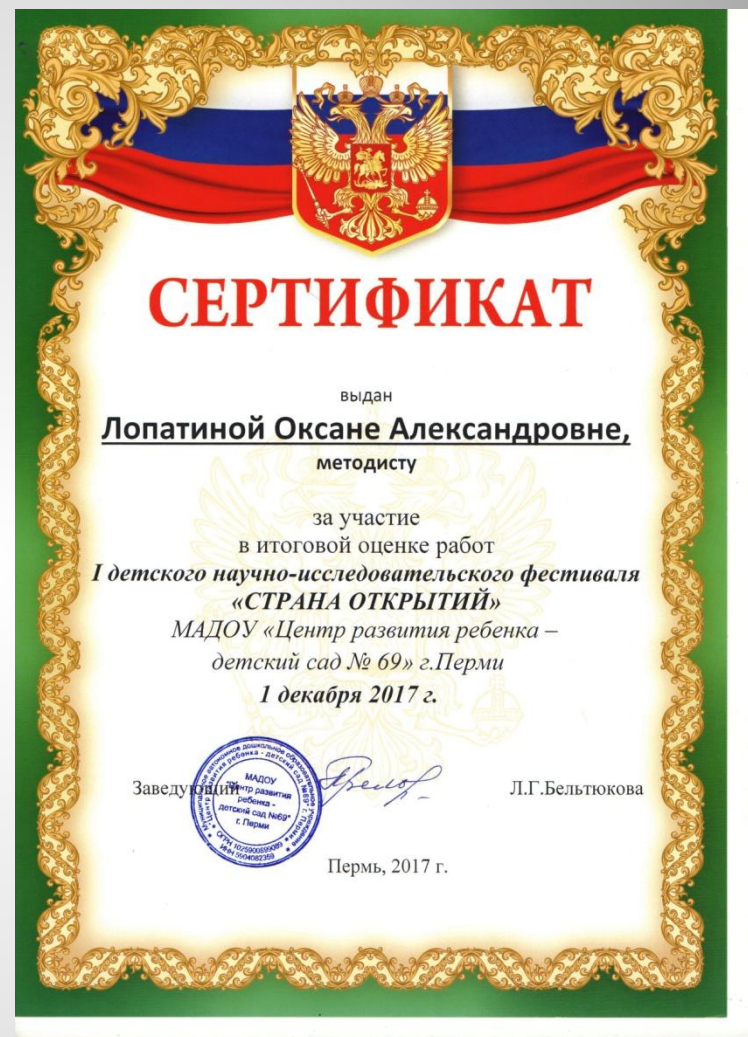 СЕРТИФИКАТ
выдан
Лопатиной Оксане Александровне,
методисту
за участие
в итоговой оценке работ
I детского научно-исследовательского фестиваля
«СТРАНА ОТКРЫТИЙ»
МАДОУ «Центр развития ребенка –
детский сад № 69» г.Перми
1 декабря 2017 г.
Заведующий
Л.Г.Бельтюкова
МАДОУ
"Центр развития
ребенка -
детский сад №69"
г. Перми
Пермь, 2017 г.